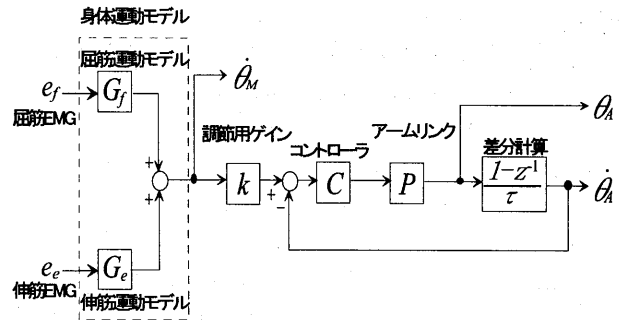 身体運動モデル
屈筋運動モデル
e_f
屈筋EMG
G_f
θ̇_M
+
+
調節用ゲイン
k
+
−
コントローラ
C
アームリンク
P
θ_A
差分計算
1-z^-1
τ
θ̇_A
e_e
伸筋EMG
G_e
伸筋運動モデル